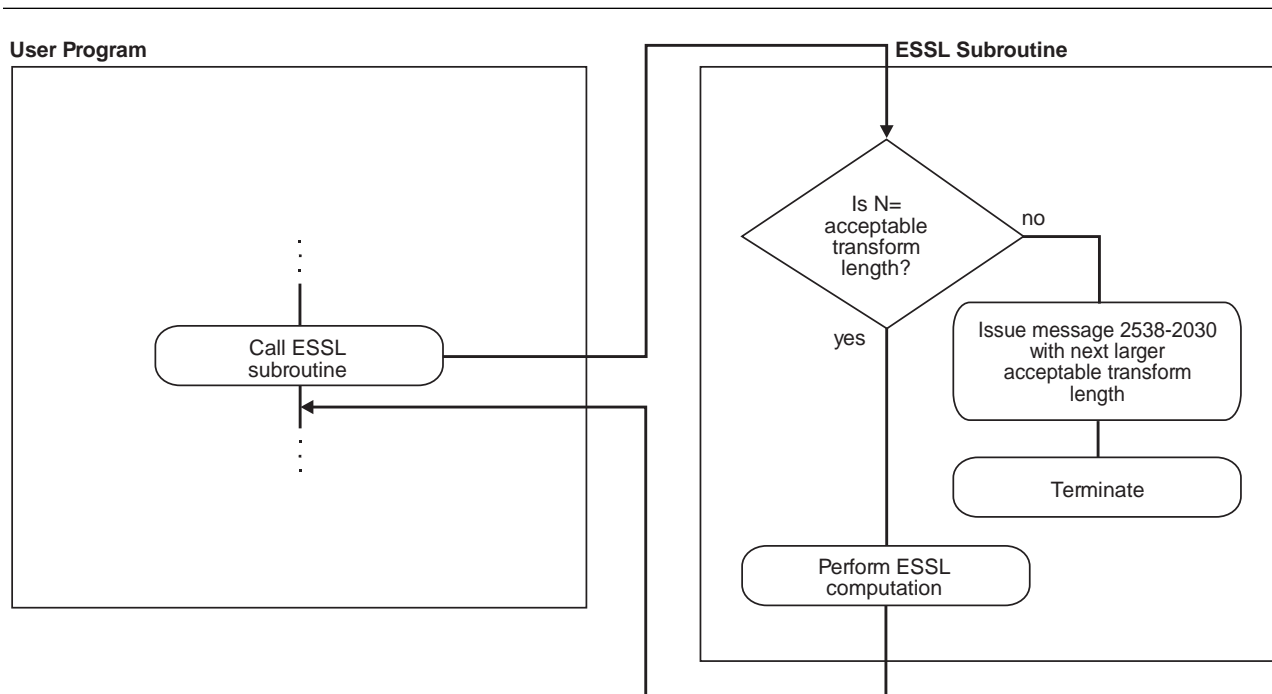 User Program
ESSL Subroutine
Is N=
acceptable
transform
length?
no
yes
Call ESSL
subroutine
Issue message 2538-2030
with next larger
acceptable transform
length
Terminate
Perform ESSL
computation